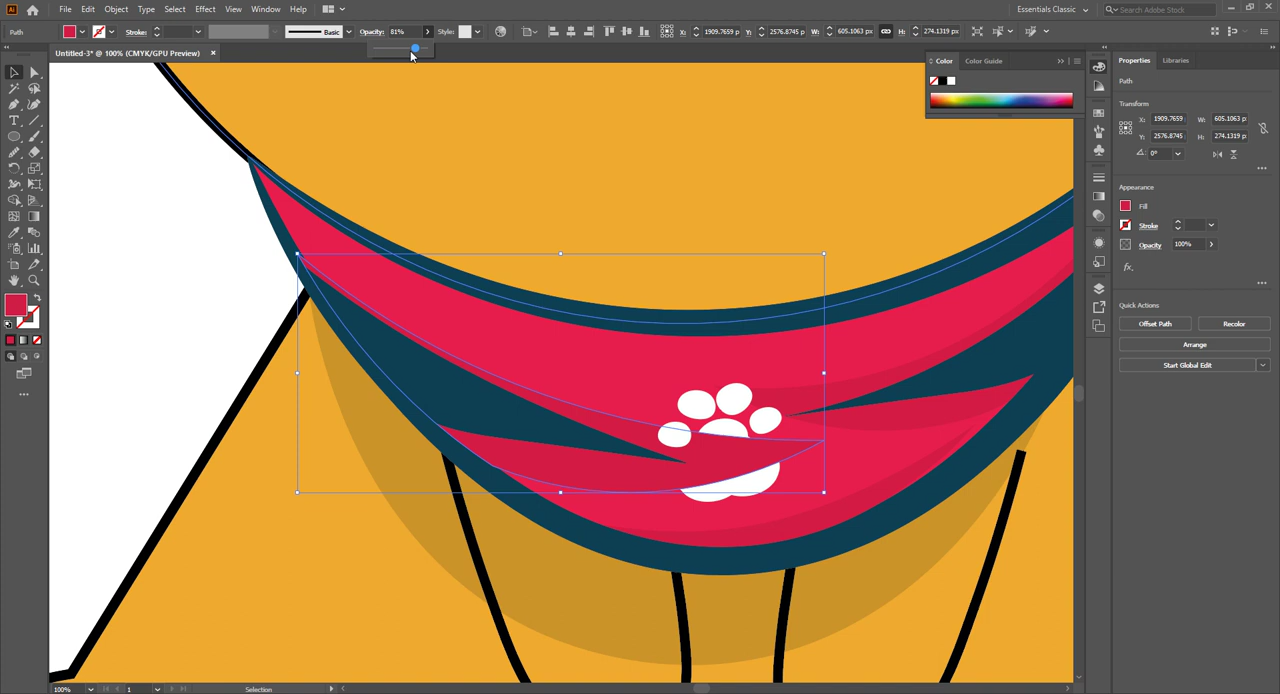 Ai File Edit Object Type Select Effect View Window Help Essentials Classic Search Adobe Stock
Path Stroke: Basic Opacity: 81% Style: X: 1909.7659 p Y: 2576.8745 W: 605.1063 px H: 274.1319 p
Untitled-3* @ 100% (CMYK/GPU Preview) ×
Color Color Guide
Properties Libraries
Path
Transform
X: 1909.7659 W: 605.1063 p
Y: 2576.8745 H: 274.1319 p
0°
Appearance
Fill
Stroke
Opacity 100%
fx.
Quick Actions
Offset Path Recolor
Arrange
Start Global Edit
100% 1 Selection